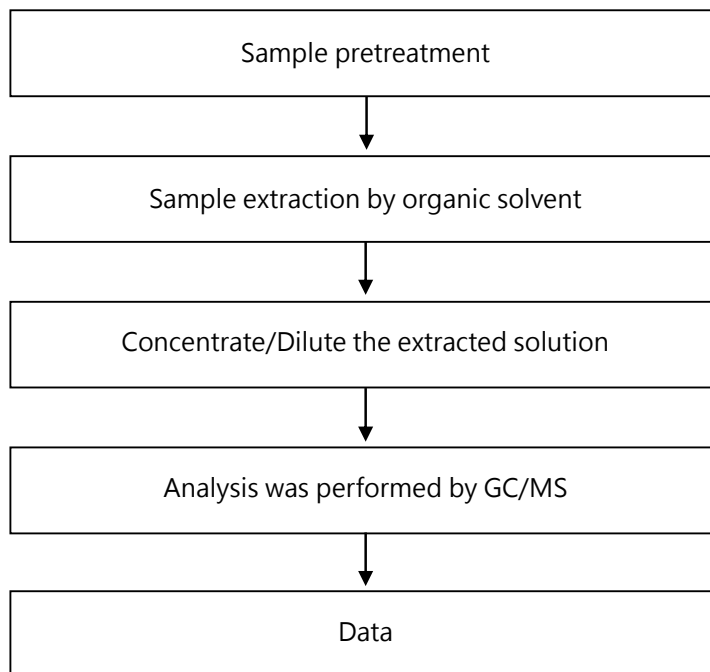 Sample pretreatment
Sample extraction by organic solvent
Concentrate/Dilute the extracted solution
Analysis was performed by GC/MS
Data